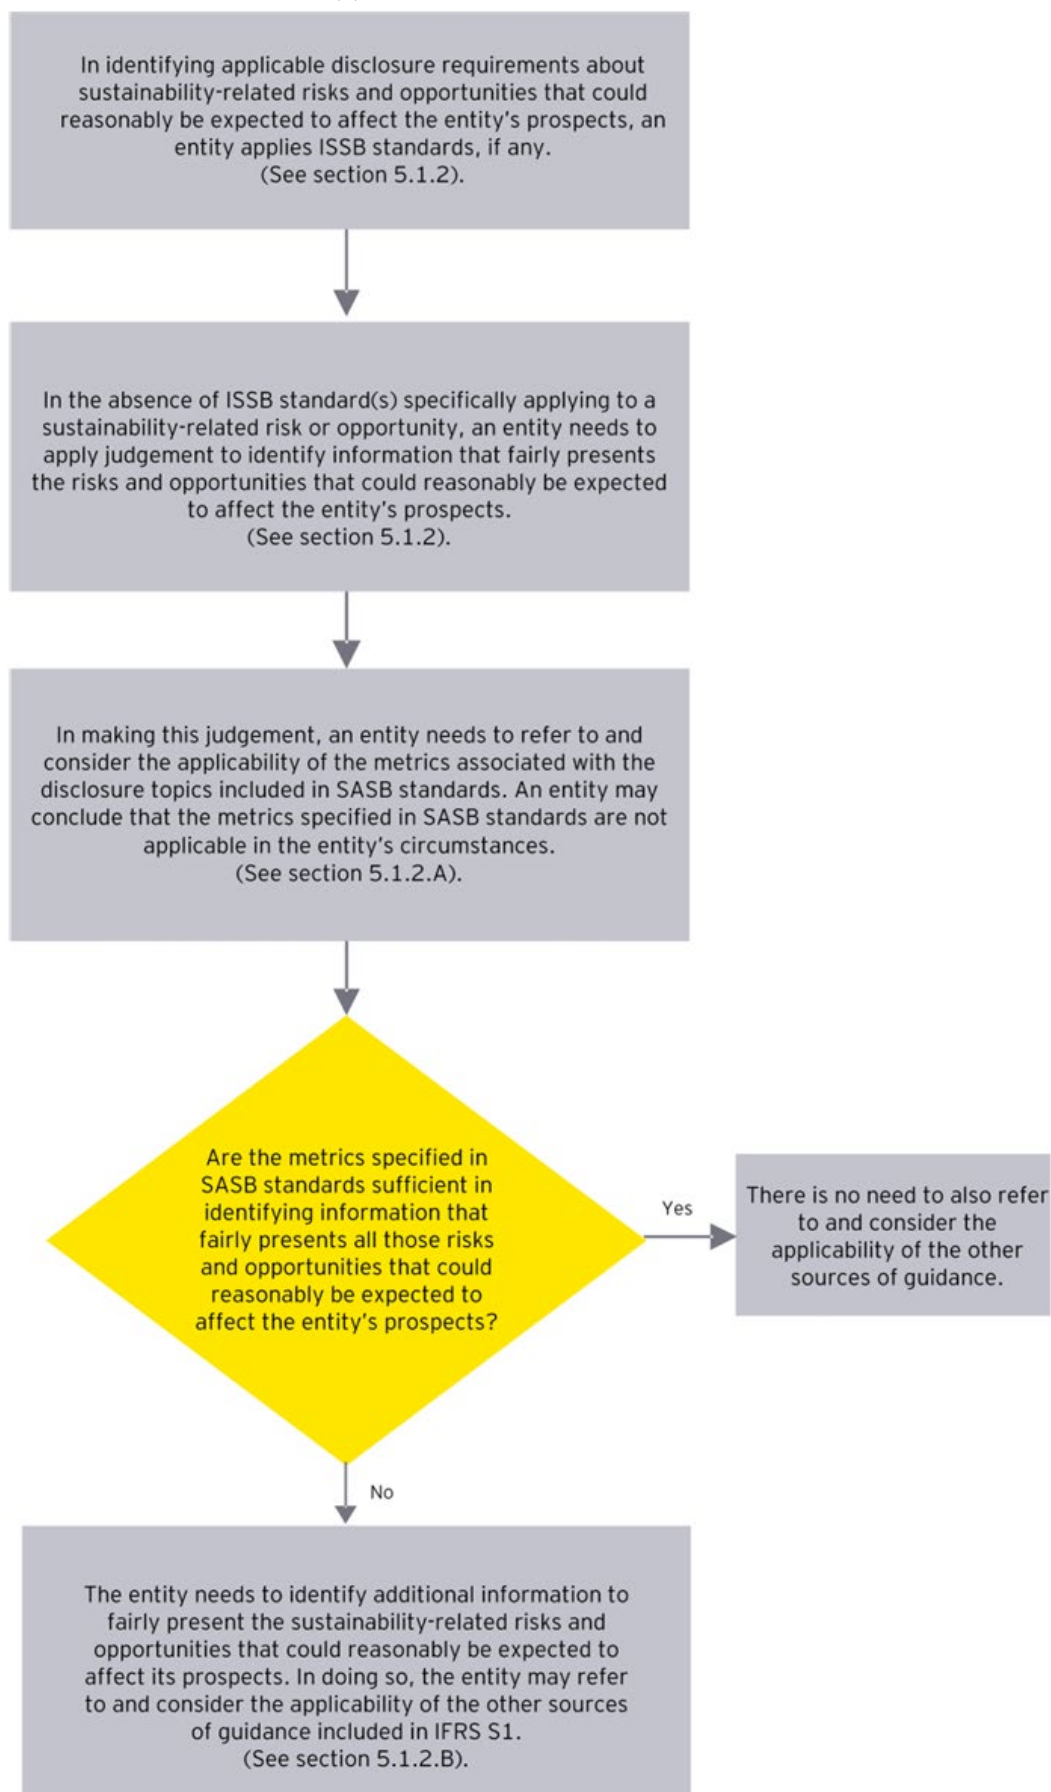 In identifying applicable disclosure requirements about
sustainability-related risks and opportunities that could
reasonably be expected to affect the entity's prospects, an
entity applies ISSB standards, if any.
(See section 5.1.2).
In the absence of ISSB standard(s) specifically applying to a
sustainability-related risk or opportunity, an entity needs to
apply judgement to identify information that fairly presents
the risks and opportunities that could reasonably be expected
to affect the entity's prospects.
(See section 5.1.2).
In making this judgement, an entity needs to refer to and
consider the applicability of the metrics associated with the
disclosure topics included in SASB standards. An entity may
conclude that the metrics specified in SASB standards are not
applicable in the entity's circumstances.
(See section 5.1.2.A).
Are the metrics specified in
SASB standards sufficient in
identifying information that
fairly presents all those risks
and opportunities that could
reasonably be expected to
affect the entity's prospects?
Yes
There is no need to also refer
to and consider the
applicability of the other
sources of guidance.
No
The entity needs to identify additional information to
fairly present the sustainability-related risks and
opportunities that could reasonably be expected to
affect its prospects. In doing so, the entity may refer
to and consider the applicability of the other sources
of guidance included in IFRS S1.
(See section 5.1.2.B).